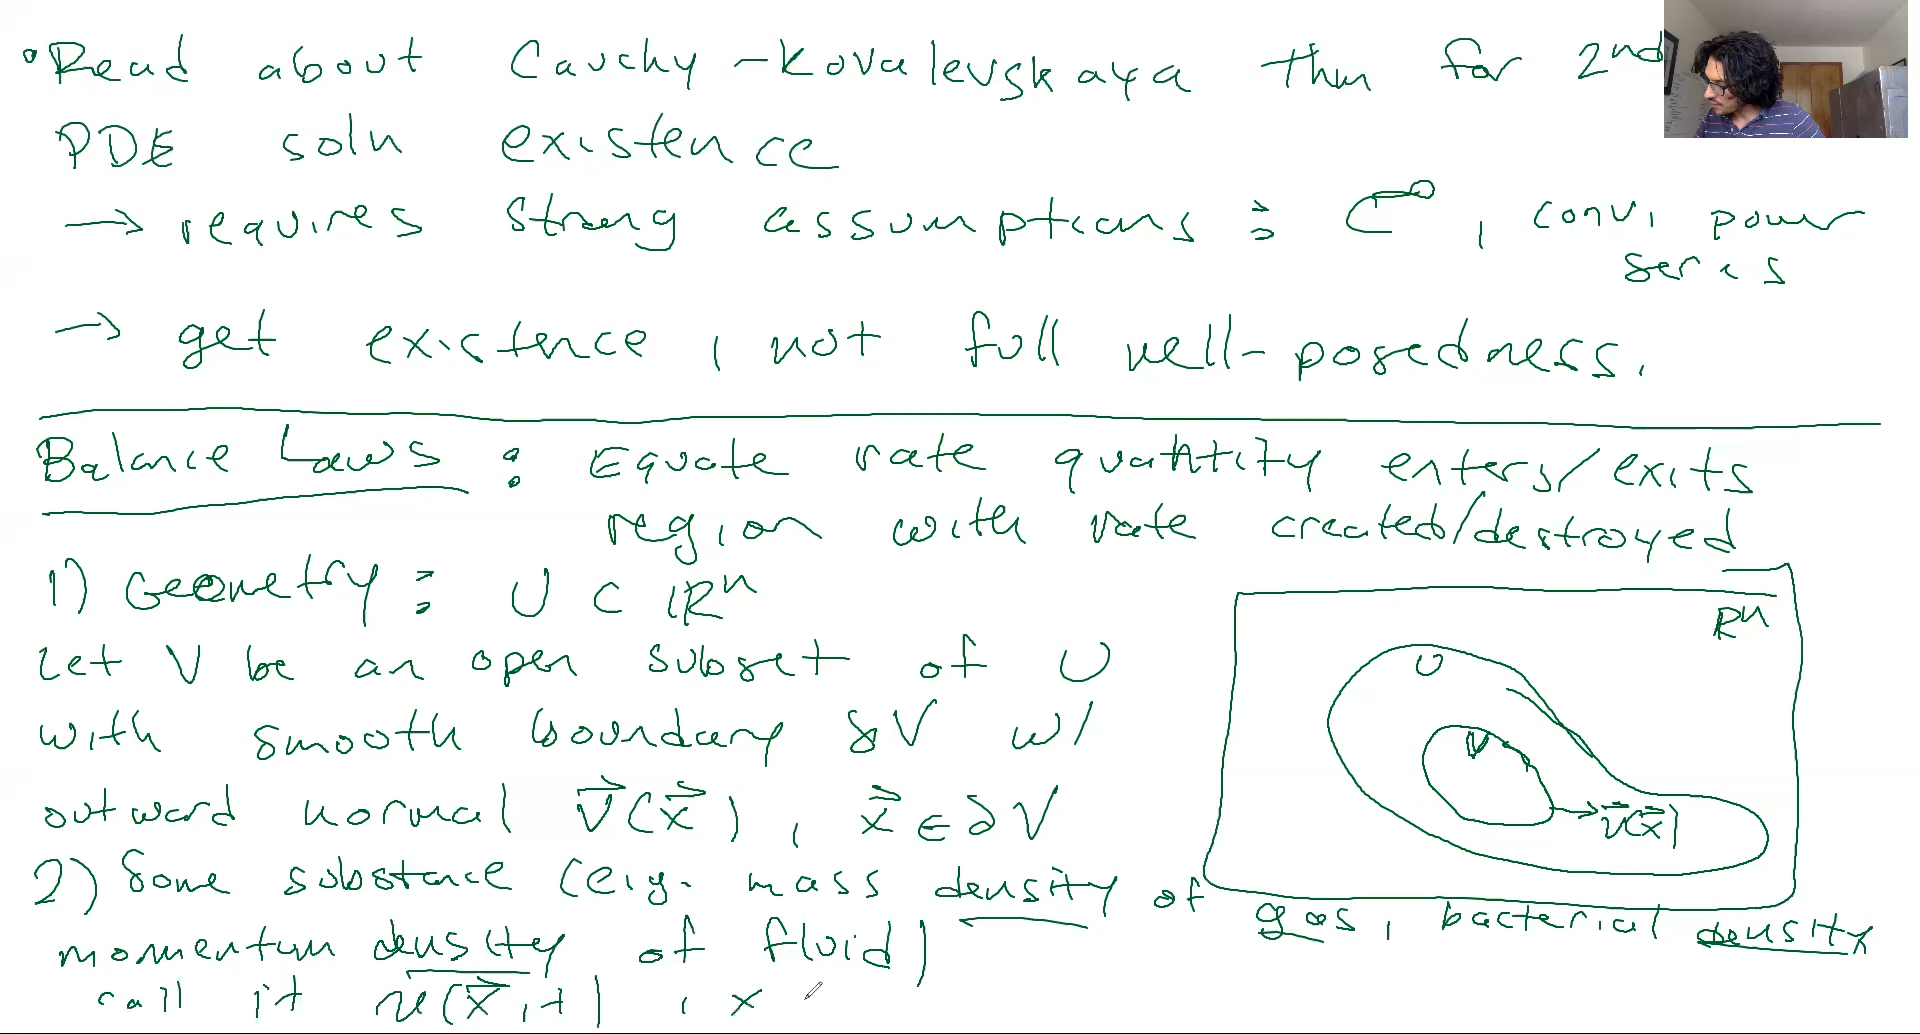 • Read about Cauchy-Kovalevskaya thm for 2nd
PDE soln existence
→ requires strong assumptions : C^∞, conv. power
series
→ get existence, not full well-posedness.
Balance Laws : Equate rate quantity enters/exits
region with rate created/destroyed
1) Geometry : U ⊂ ℝⁿ
Let V be an open subset of U
with smooth boundary ∂V w/
outward normal ν⃗(x⃗), x⃗ ∈ ∂V
ℝⁿ
U
V
ν⃗(x⃗)
2) Some substance (e.g. mass density of gas, bacterial density
momentum density of fluid)
call it u(x⃗,t), x